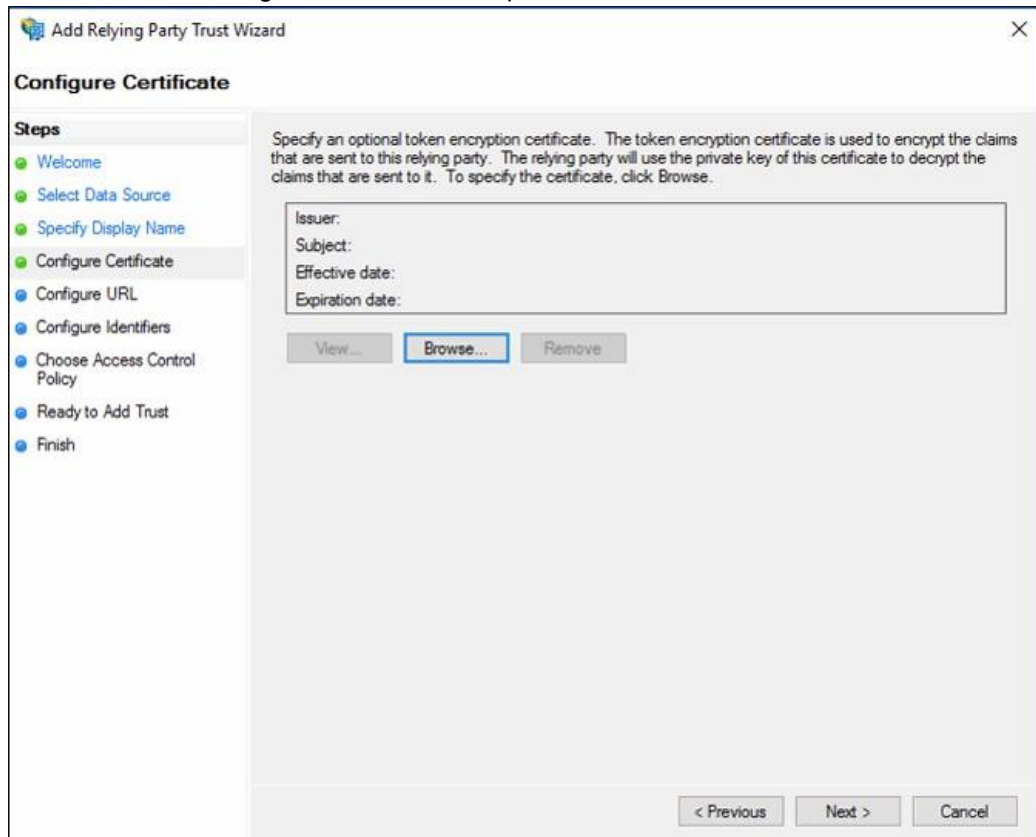 Add Relying Party Trust Wizard
Configure Certificate
Steps
Welcome
Select Data Source
Specify Display Name
Configure Certificate
Configure URL
Configure Identifiers
Choose Access Control
Policy
Ready to Add Trust
Finish
Specify an optional token encryption certificate. The token encryption certificate is used to encrypt the claims
that are sent to this relying party. The relying party will use the private key of this certificate to decrypt the
claims that are sent to it. To specify the certificate, click Browse.
Issuer:
Subject:
Effective date:
Expiration date:
View... Browse... Remove
< Previous Next > Cancel